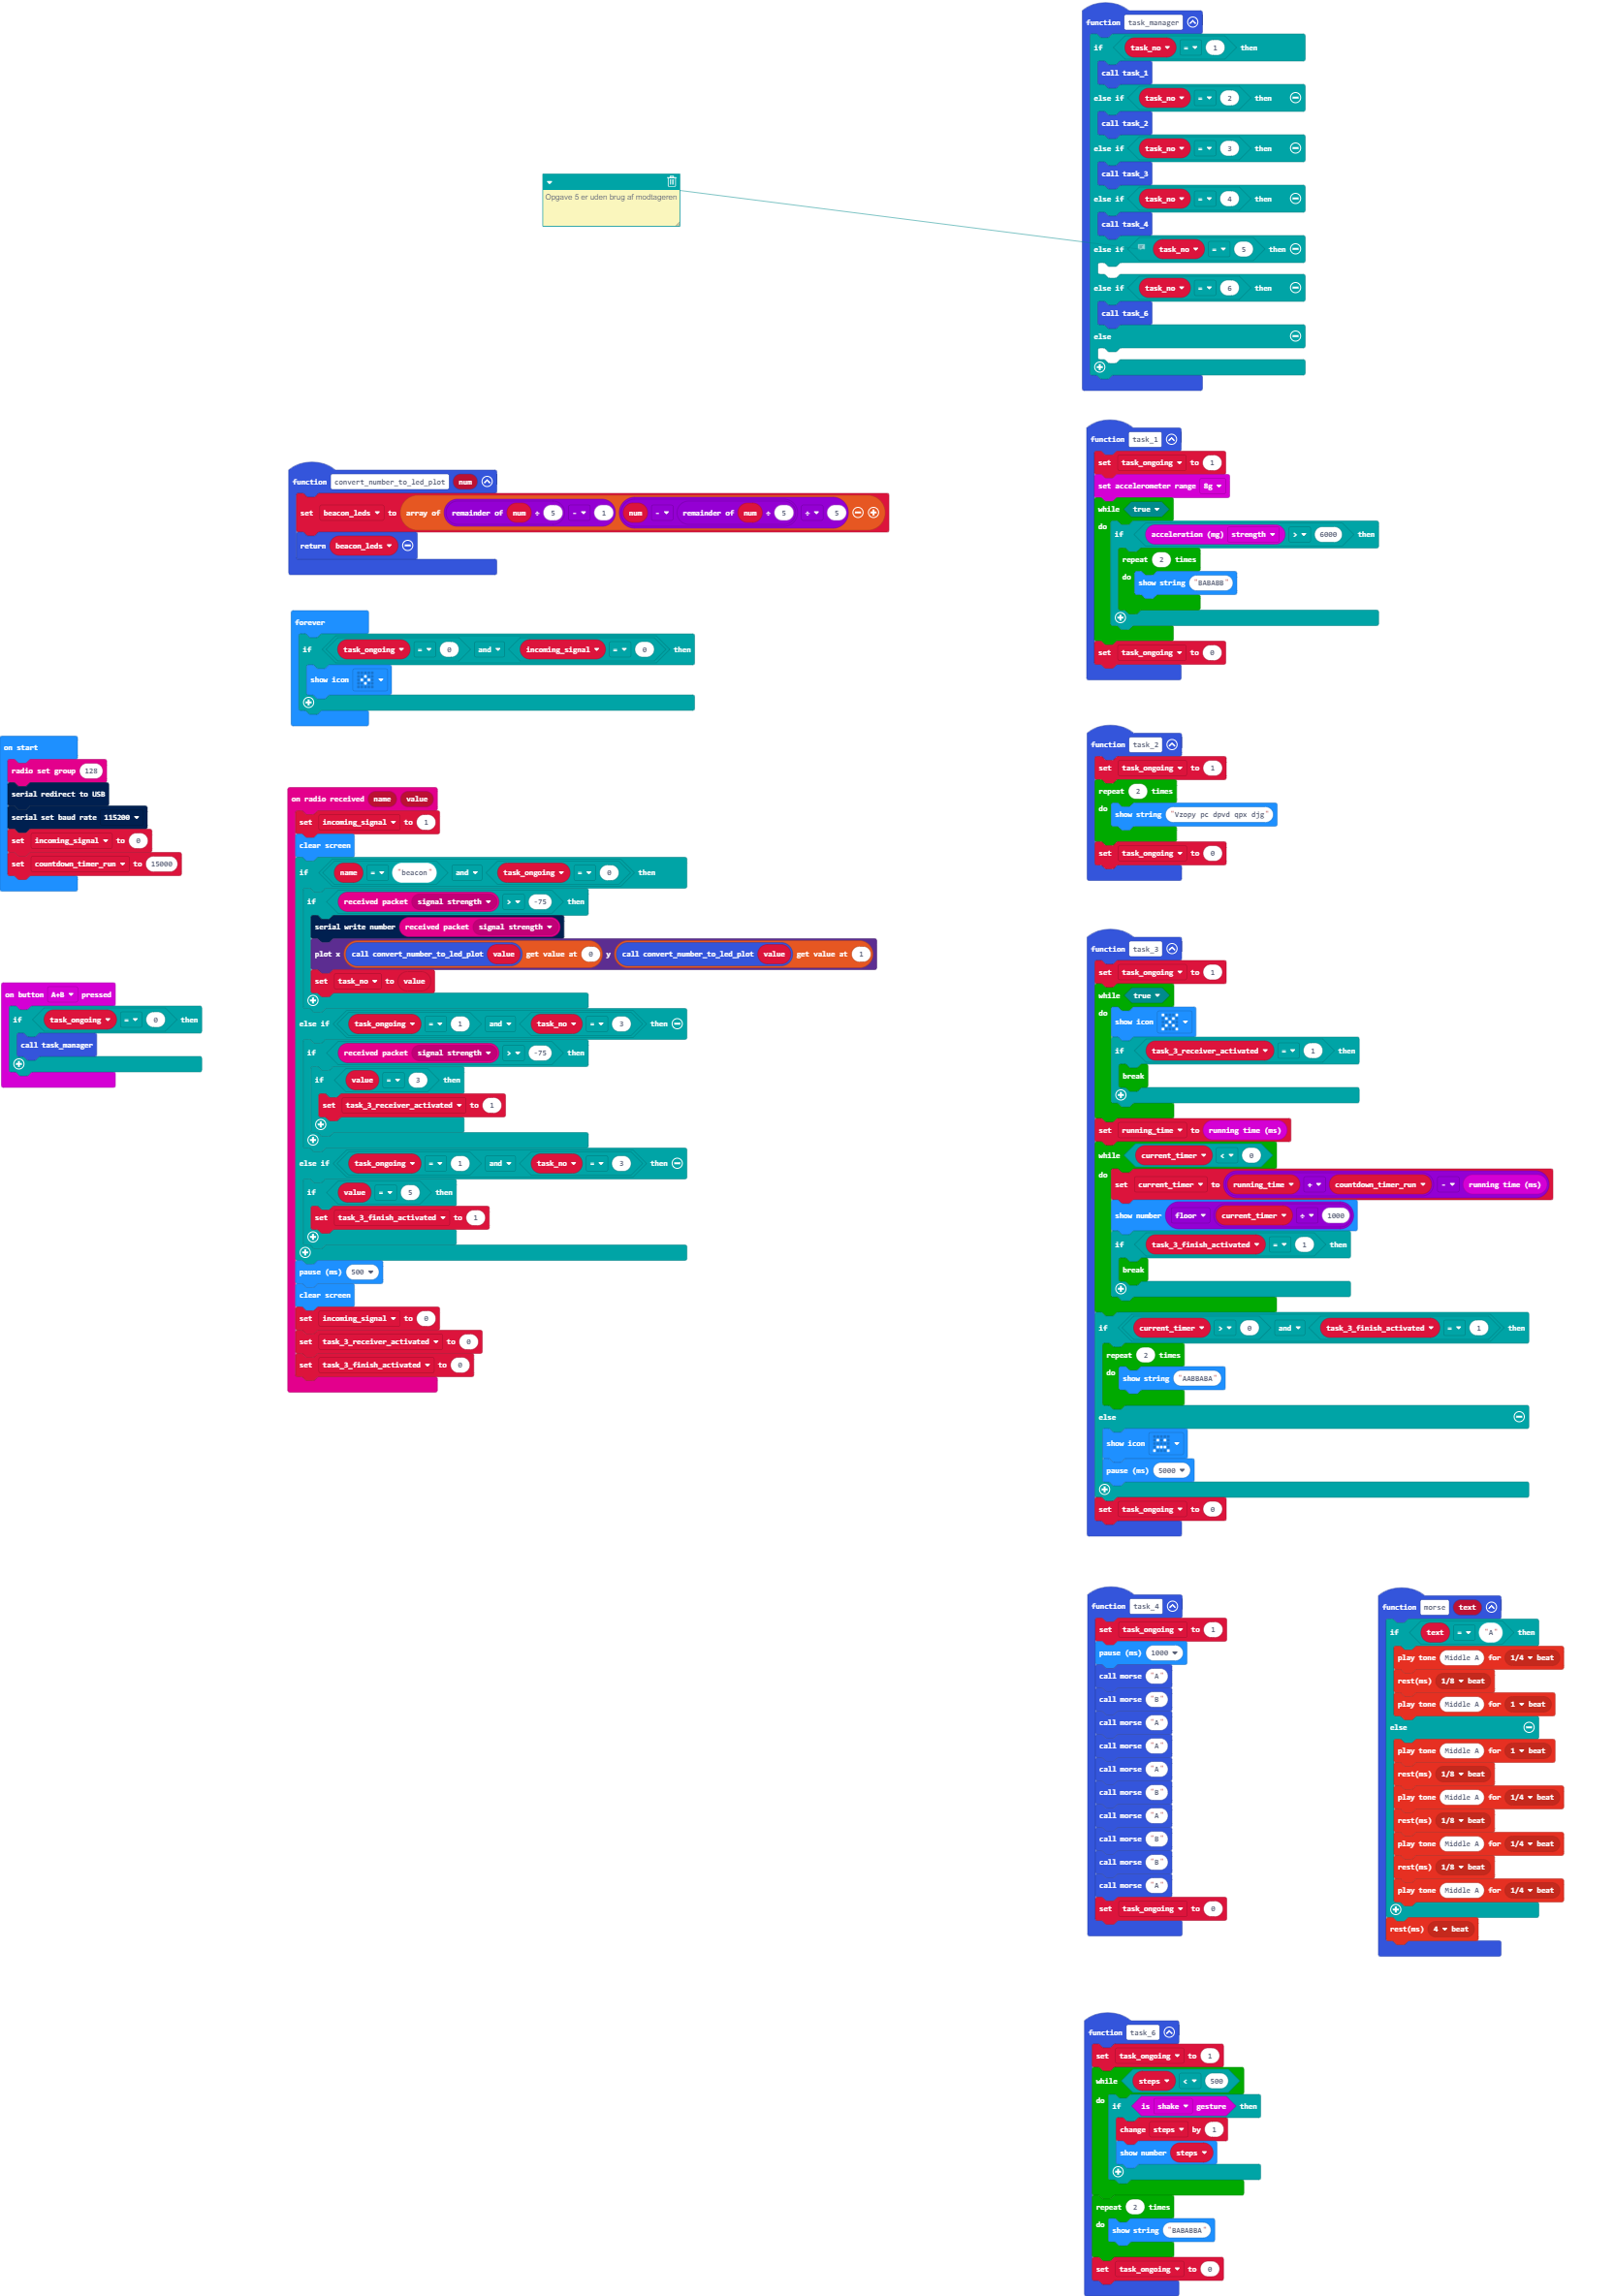 function task_manager
if task_no = 1 then
call task_1
else if task_no = 2 then
call task_2
else if task_no = 3 then
call task_3
else if task_no = 4 then
call task_4
else if task_no = 5 then
else if task_no = 6 then
call task_6
else
Opgave 5 er uden brug af modtageren
function convert_number_to_led_plot num
set beacon_leds to array of remainder of num ÷ 5 - 1 num - remainder of num ÷ 5 ÷ 5
return beacon_leds
forever
if task_ongoing = 0 and incoming_signal = 0 then
show icon
on start
radio set group 128
serial redirect to USB
serial set baud rate 115200
set incoming_signal to 0
set countdown_timer_run to 15000
on button A+B pressed
if task_ongoing = 0 then
call task_manager
on radio received name value
set incoming_signal to 1
clear screen
if name = "beacon" and task_ongoing = 0 then
if received packet signal strength > -75 then
serial write number received packet signal strength
plot x call convert_number_to_led_plot value get value at 0 y call convert_number_to_led_plot value get value at 1
set task_no to value
else if task_ongoing = 1 and task_no = 3 then
if received packet signal strength > -75 then
if value = 3 then
set task_3_receiver_activated to 1
else if task_ongoing = 1 and task_no = 3 then
if value = 5 then
set task_3_finish_activated to 1
pause (ms) 500
clear screen
set incoming_signal to 0
set task_3_receiver_activated to 0
set task_3_finish_activated to 0
function task_1
set task_ongoing to 1
set accelerometer range 8g
while true
do
if acceleration (mg) strength > 6000 then
repeat 2 times
do show string "BABABB"
set task_ongoing to 0
function task_2
set task_ongoing to 1
repeat 2 times
do show string "Vzopy pc dpvd qpx djg"
set task_ongoing to 0
function task_3
set task_ongoing to 1
while true
do show icon
if task_3_receiver_activated = 1 then
break
set running_time to running time (ms)
while current_timer < 0
do set current_timer to running_time + countdown_timer_run - running time (ms)
show number floor current_timer ÷ 1000
if task_3_finish_activated = 1 then
break
if current_timer > 0 and task_3_finish_activated = 1 then
repeat 2 times
do show string "AABBABA"
else
show icon
pause (ms) 5000
set task_ongoing to 0
function task_4
set task_ongoing to 1
pause (ms) 1000
call morse "A"
call morse "B"
call morse "A"
call morse "A"
call morse "A"
call morse "B"
call morse "A"
call morse "B"
call morse "B"
call morse "A"
set task_ongoing to 0
function morse text
if text = "A" then
play tone Middle A for 1/4 beat
rest(ms) 1/8 beat
play tone Middle A for 1 beat
else
play tone Middle A for 1 beat
rest(ms) 1/8 beat
play tone Middle A for 1/4 beat
rest(ms) 1/8 beat
play tone Middle A for 1/4 beat
rest(ms) 1/8 beat
play tone Middle A for 1/4 beat
rest(ms) 4 beat
function task_6
set task_ongoing to 1
while steps < 500
do if is shake gesture then
change steps by 1
show number steps
repeat 2 times
do show string "BABABBA"
set task_ongoing to 0